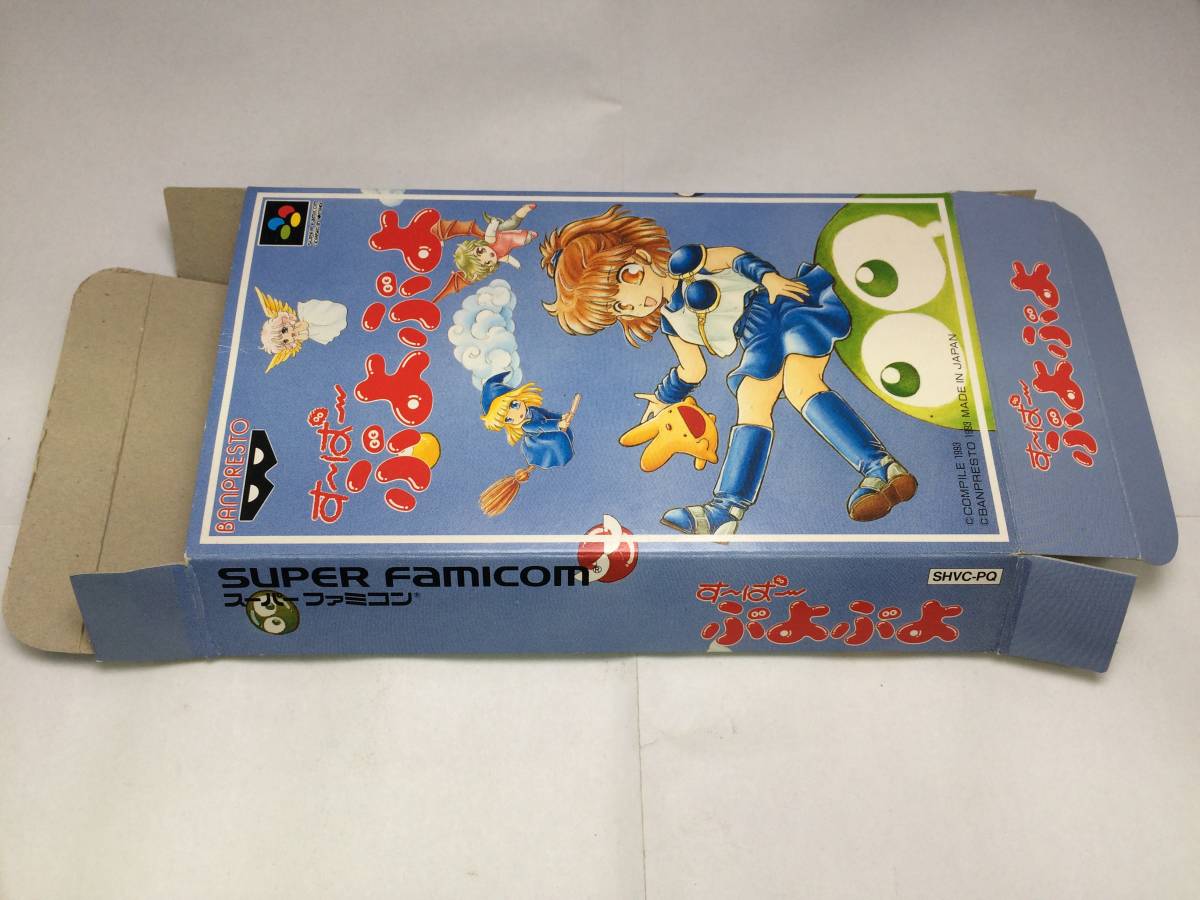 す〜ぱ〜
ぷよぷよ
BANPRESTO
©COMPILE 1993
©BANPRESTO 1993 MADE IN JAPAN
す〜ぱ〜
ぷよぷよ
SUPER FAMICOM®
スーパーファミコン®
す〜ぱ〜
ぷよぷよ
SHVC-PQ